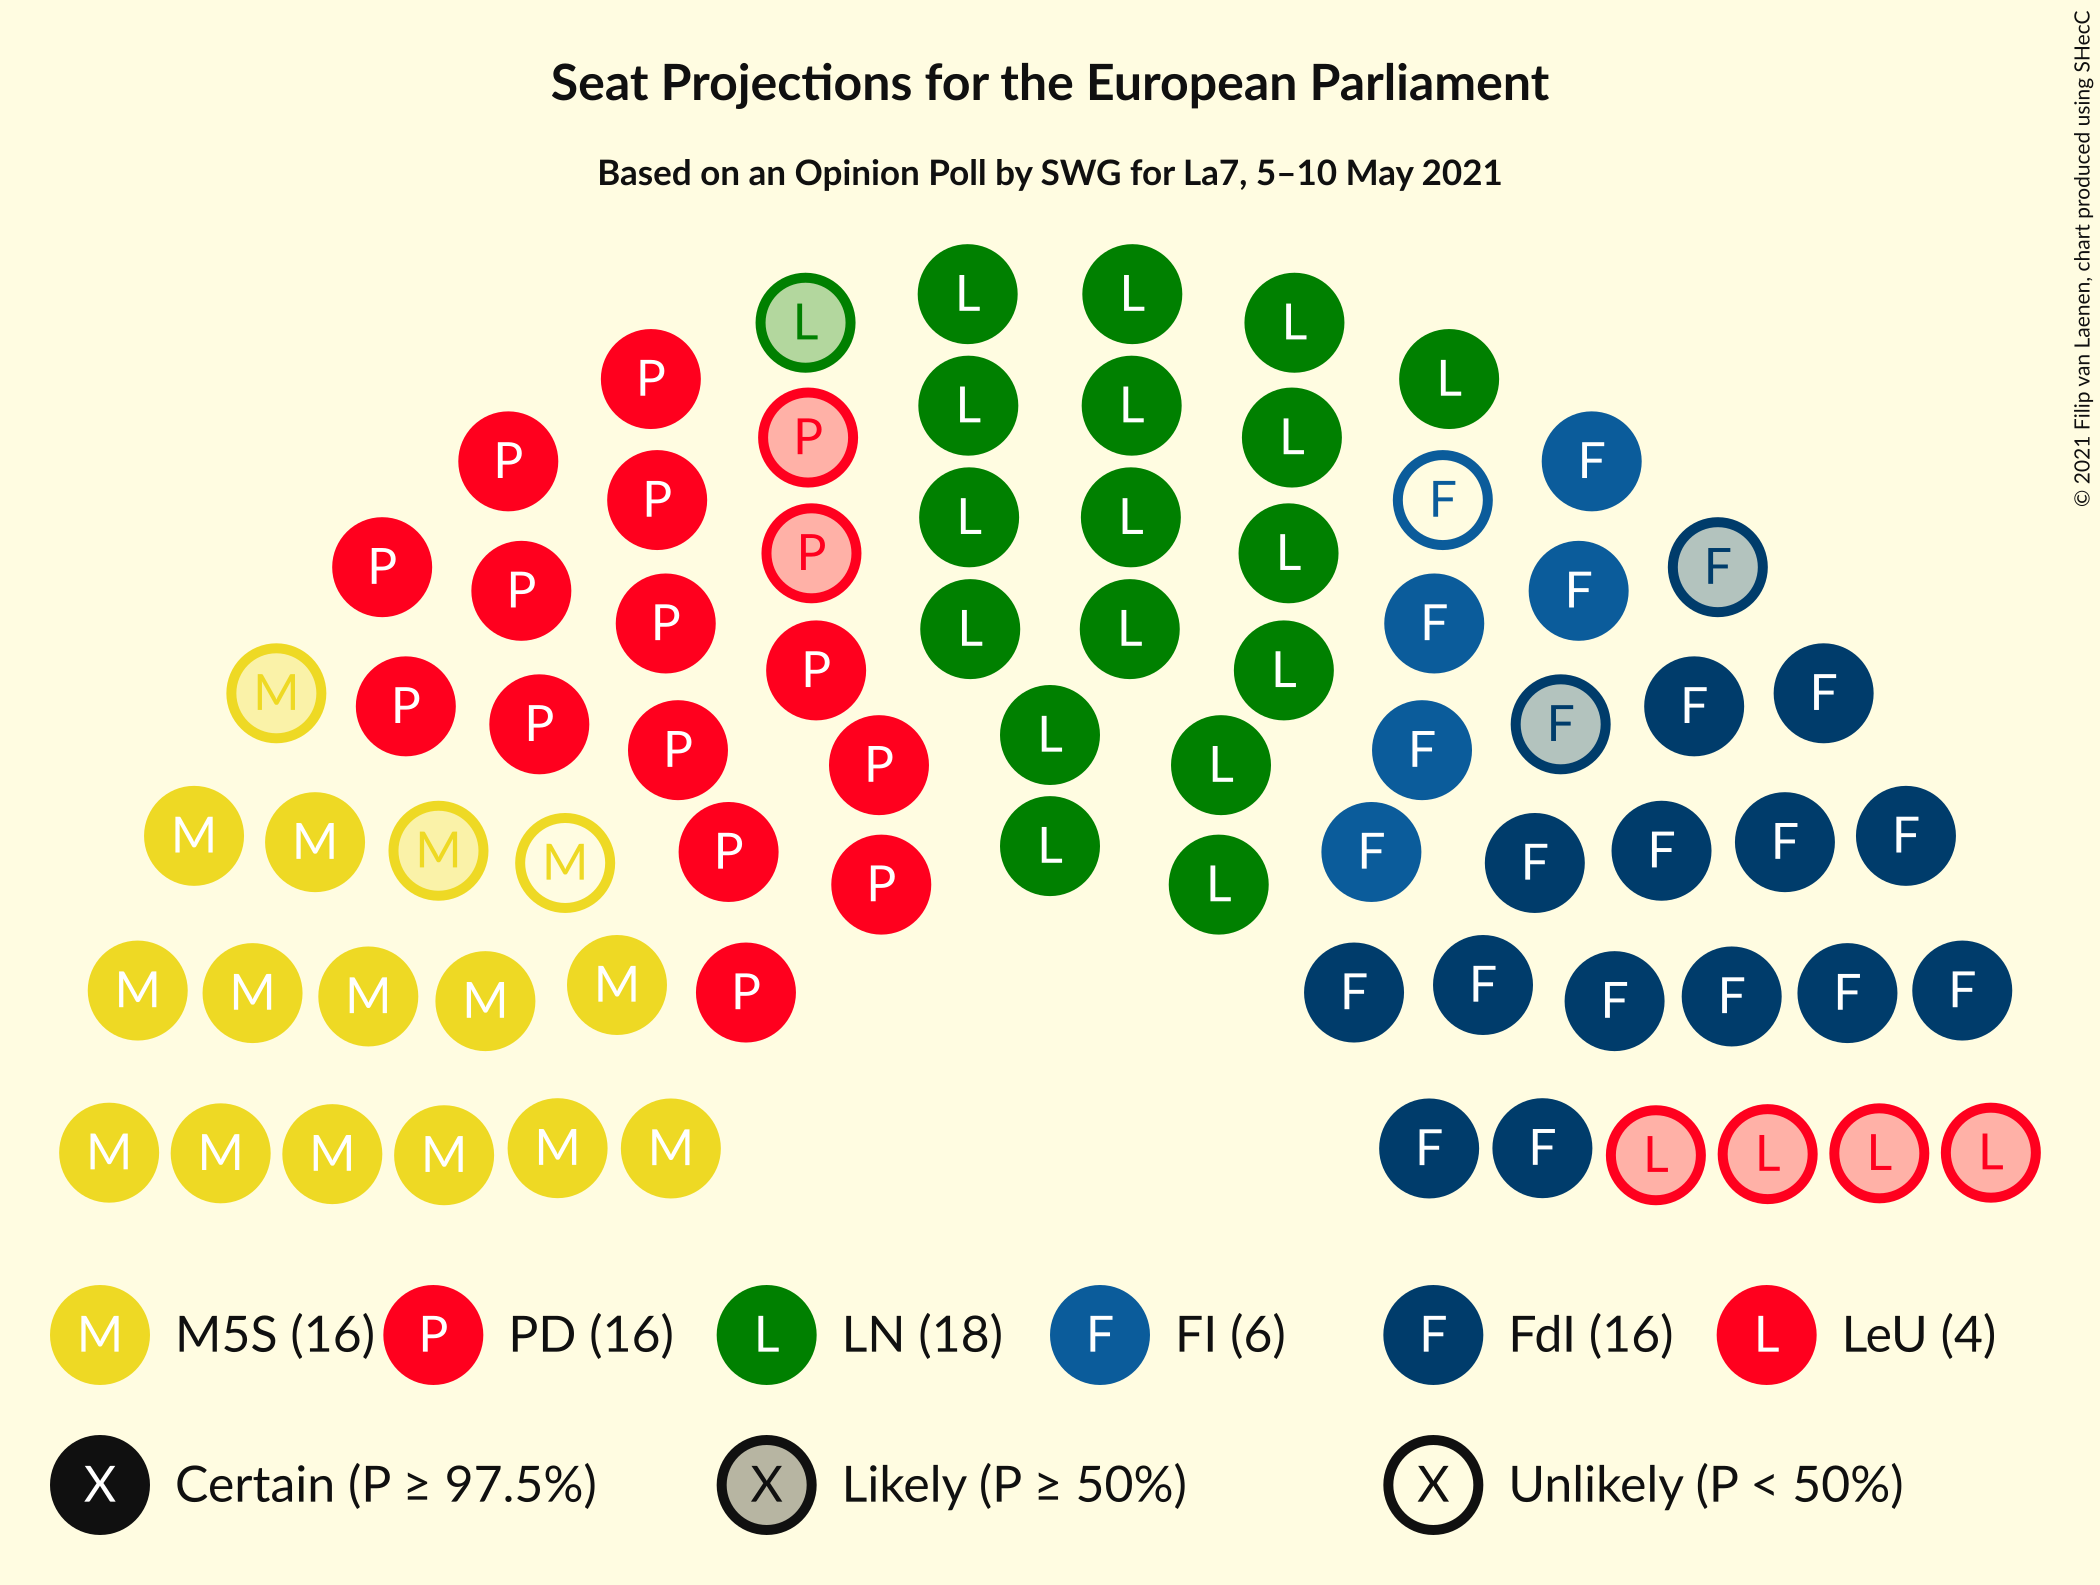 Seat Projections for the European Parliament
Based on an Opinion Poll by SWG for La7, 5–10 May 2021
© 2021 Filip van Laenen, chart produced using SHecC
L L
L L
P L
L L
P L
P F
P F
L L
P F
P L
F F
P F
P L
P F
M F
P L
P F
P F
M P F F
L
P L
P F
M M F F
L
M P F F
M F
P L
M F
M M P F F F
M M F F
M F
M M F F
M M M L L L
M L
M5S (16) P PD (16) L LN (18) F FI (6) F FdI (16) L LeU (4)
X Certain (P ≥ 97.5%) X Likely (P ≥ 50%) X Unlikely (P < 50%)